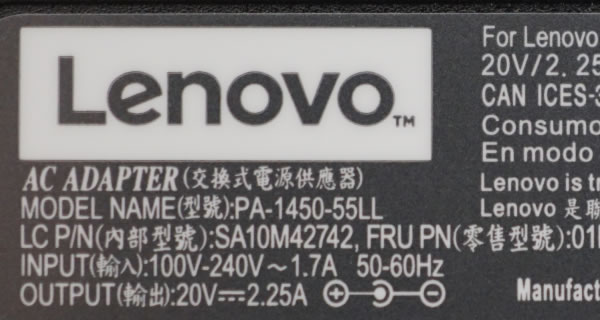 Lenovo™
AC ADAPTER(交換式電源供應器)
MODEL NAME(型號):PA-1450-55LL
LC P/N(內部型號):SA10M42742, FRU PN(零售型號):01
INPUT(輸入):100V-240V～1.7A 50-60Hz
OUTPUT(輸出):20V⎓2.25A
For Lenovo
20V/2.25
CAN ICES-3
Consumo
En modo
Lenovo is
Lenovo 是
Manufact